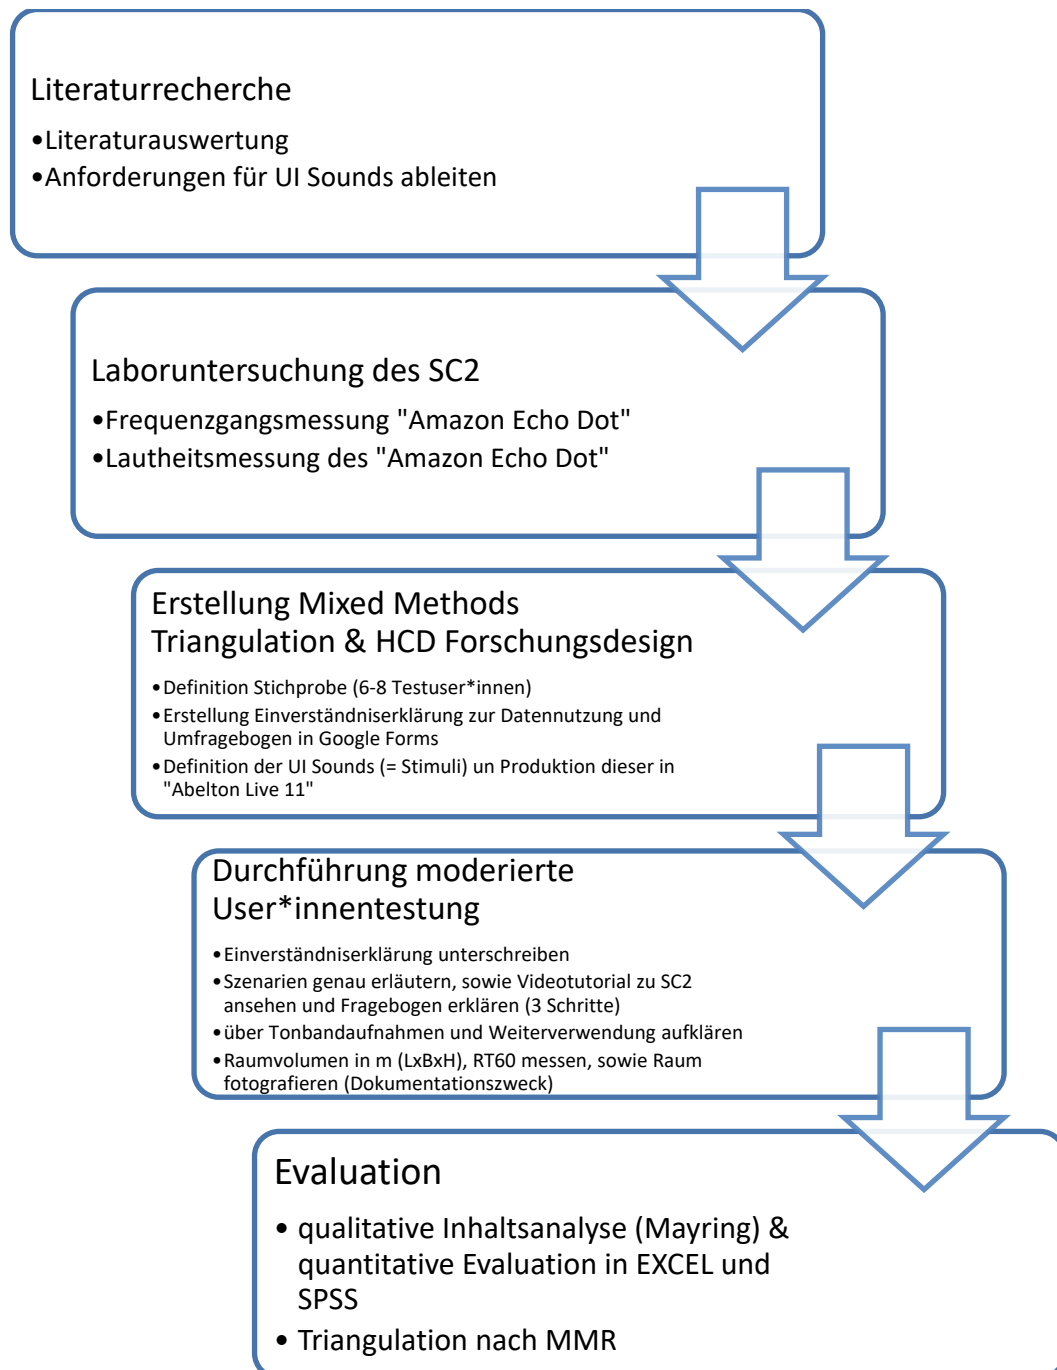 Literaturrecherche
•Literaturauswertung
•Anforderungen für UI Sounds ableiten
Laboruntersuchung des SC2
•Frequenzgangsmessung "Amazon Echo Dot"
•Lautheitsmessung des "Amazon Echo Dot"
Erstellung Mixed Methods
Triangulation & HCD Forschungsdesign
•Definition Stichprobe (6-8 Testuser*innen)
•Erstellung Einverständniserklärung zur Datennutzung und
Umfragebogen in Google Forms
•Definition der UI Sounds (= Stimuli) un Produktion dieser in
"Abelton Live 11"
Durchführung moderierte
User*innentestung
•Einverständniserklärung unterschreiben
•Szenarien genau erläutern, sowie Videotutorial zu SC2
ansehen und Fragebogen erklären (3 Schritte)
•über Tonbandaufnahmen und Weiterverwendung aufklären
•Raumvolumen in m (LxBxH), RT60 messen, sowie Raum
fotografieren (Dokumentationszweck)
Evaluation
• qualitative Inhaltsanalyse (Mayring) &
quantitative Evaluation in EXCEL und
SPSS
• Triangulation nach MMR